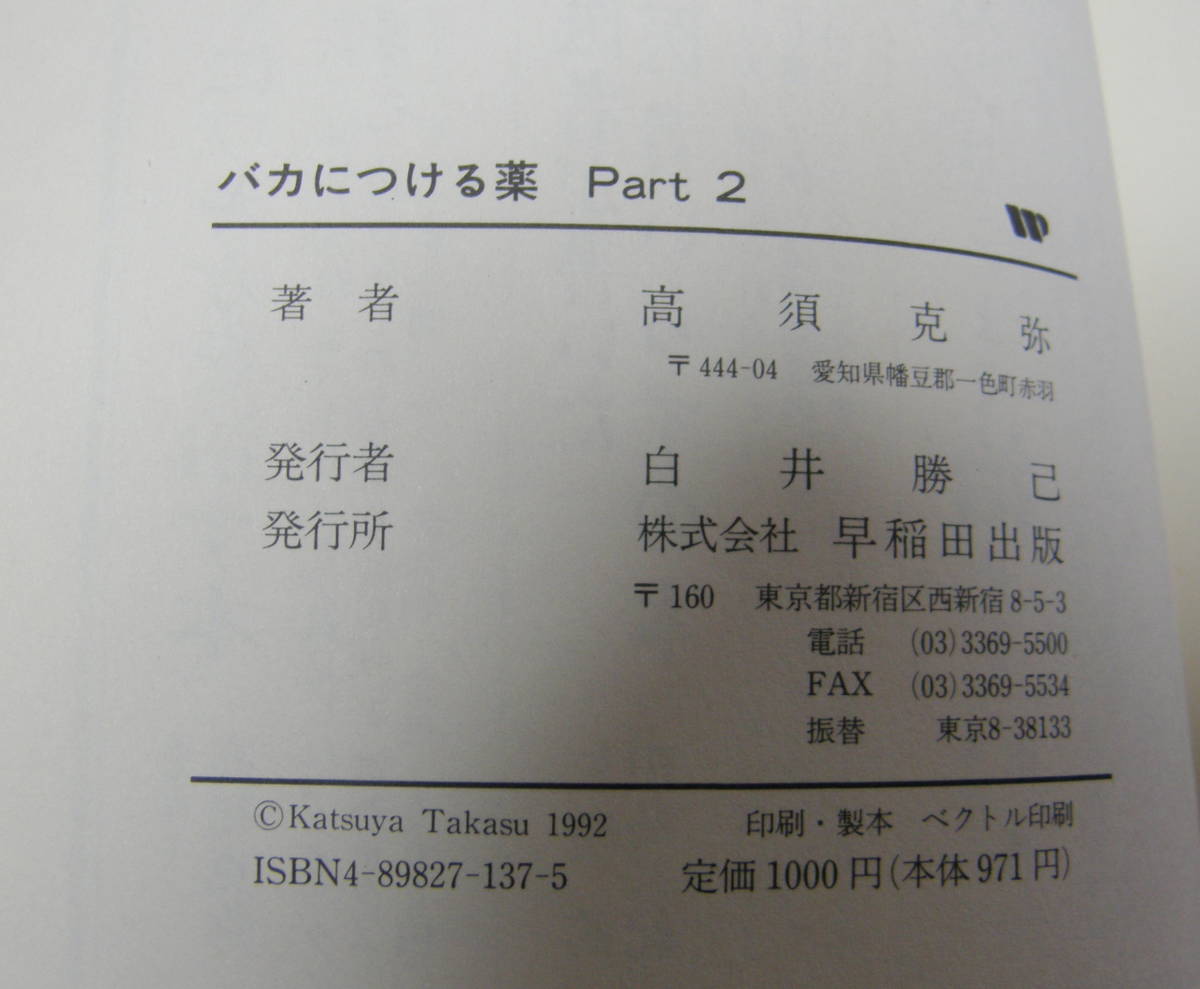 バカにつける薬 Part 2
著者 高須克弥
〒444-04 愛知県幡豆郡一色町赤羽
発行者 白井勝己
発行所 株式会社 早稲田出版
〒160 東京都新宿区西新宿8-5-3
電話 (03)3369-5500
FAX (03)3369-5534
振替 東京8-38133
©Katsuya Takasu 1992 印刷・製本 ベクトル印刷
ISBN4-89827-137-5 定価1000円(本体971円)